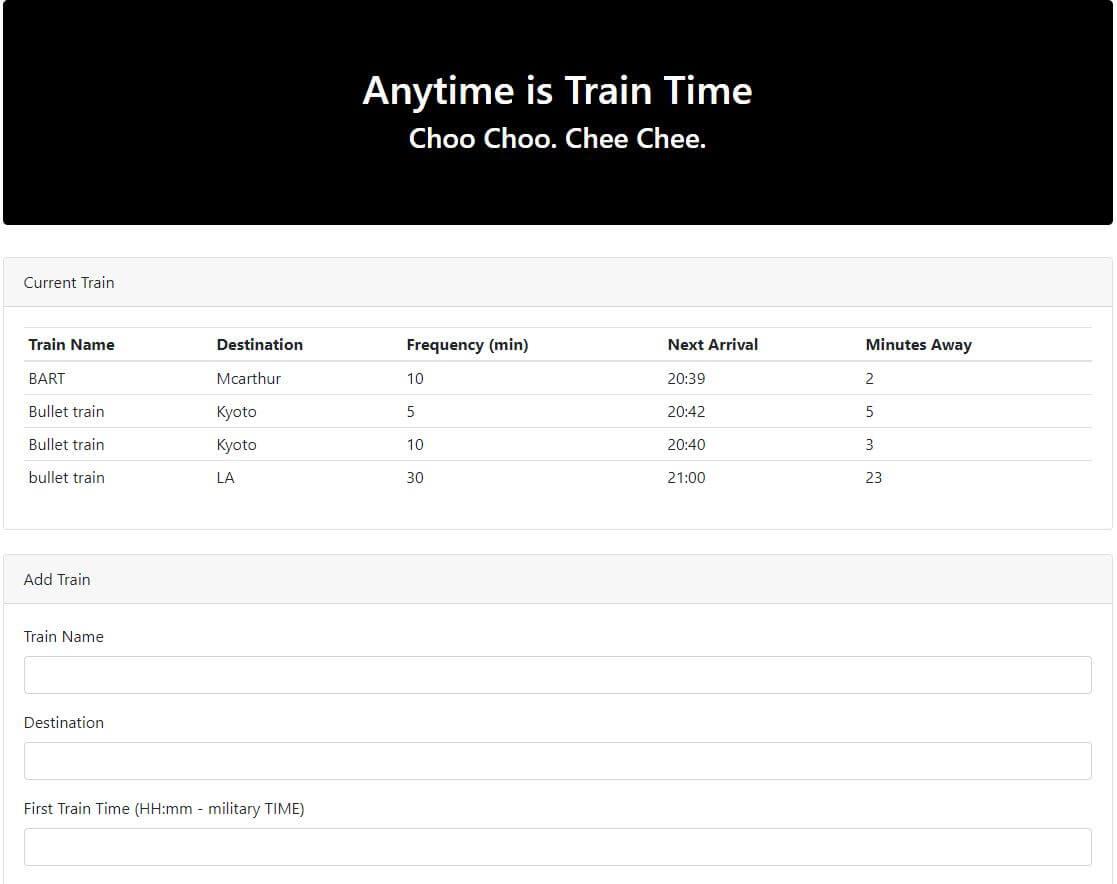 Anytime is Train Time
Choo Choo. Chee Chee.
Current Train
Train Name Destination Frequency (min) Next Arrival Minutes Away
BART Mcarthur 10 20:39 2
Bullet train Kyoto 5 20:42 5
Bullet train Kyoto 10 20:40 3
bullet train LA 30 21:00 23
Add Train
Train Name
Destination
First Train Time (HH:mm - military TIME)